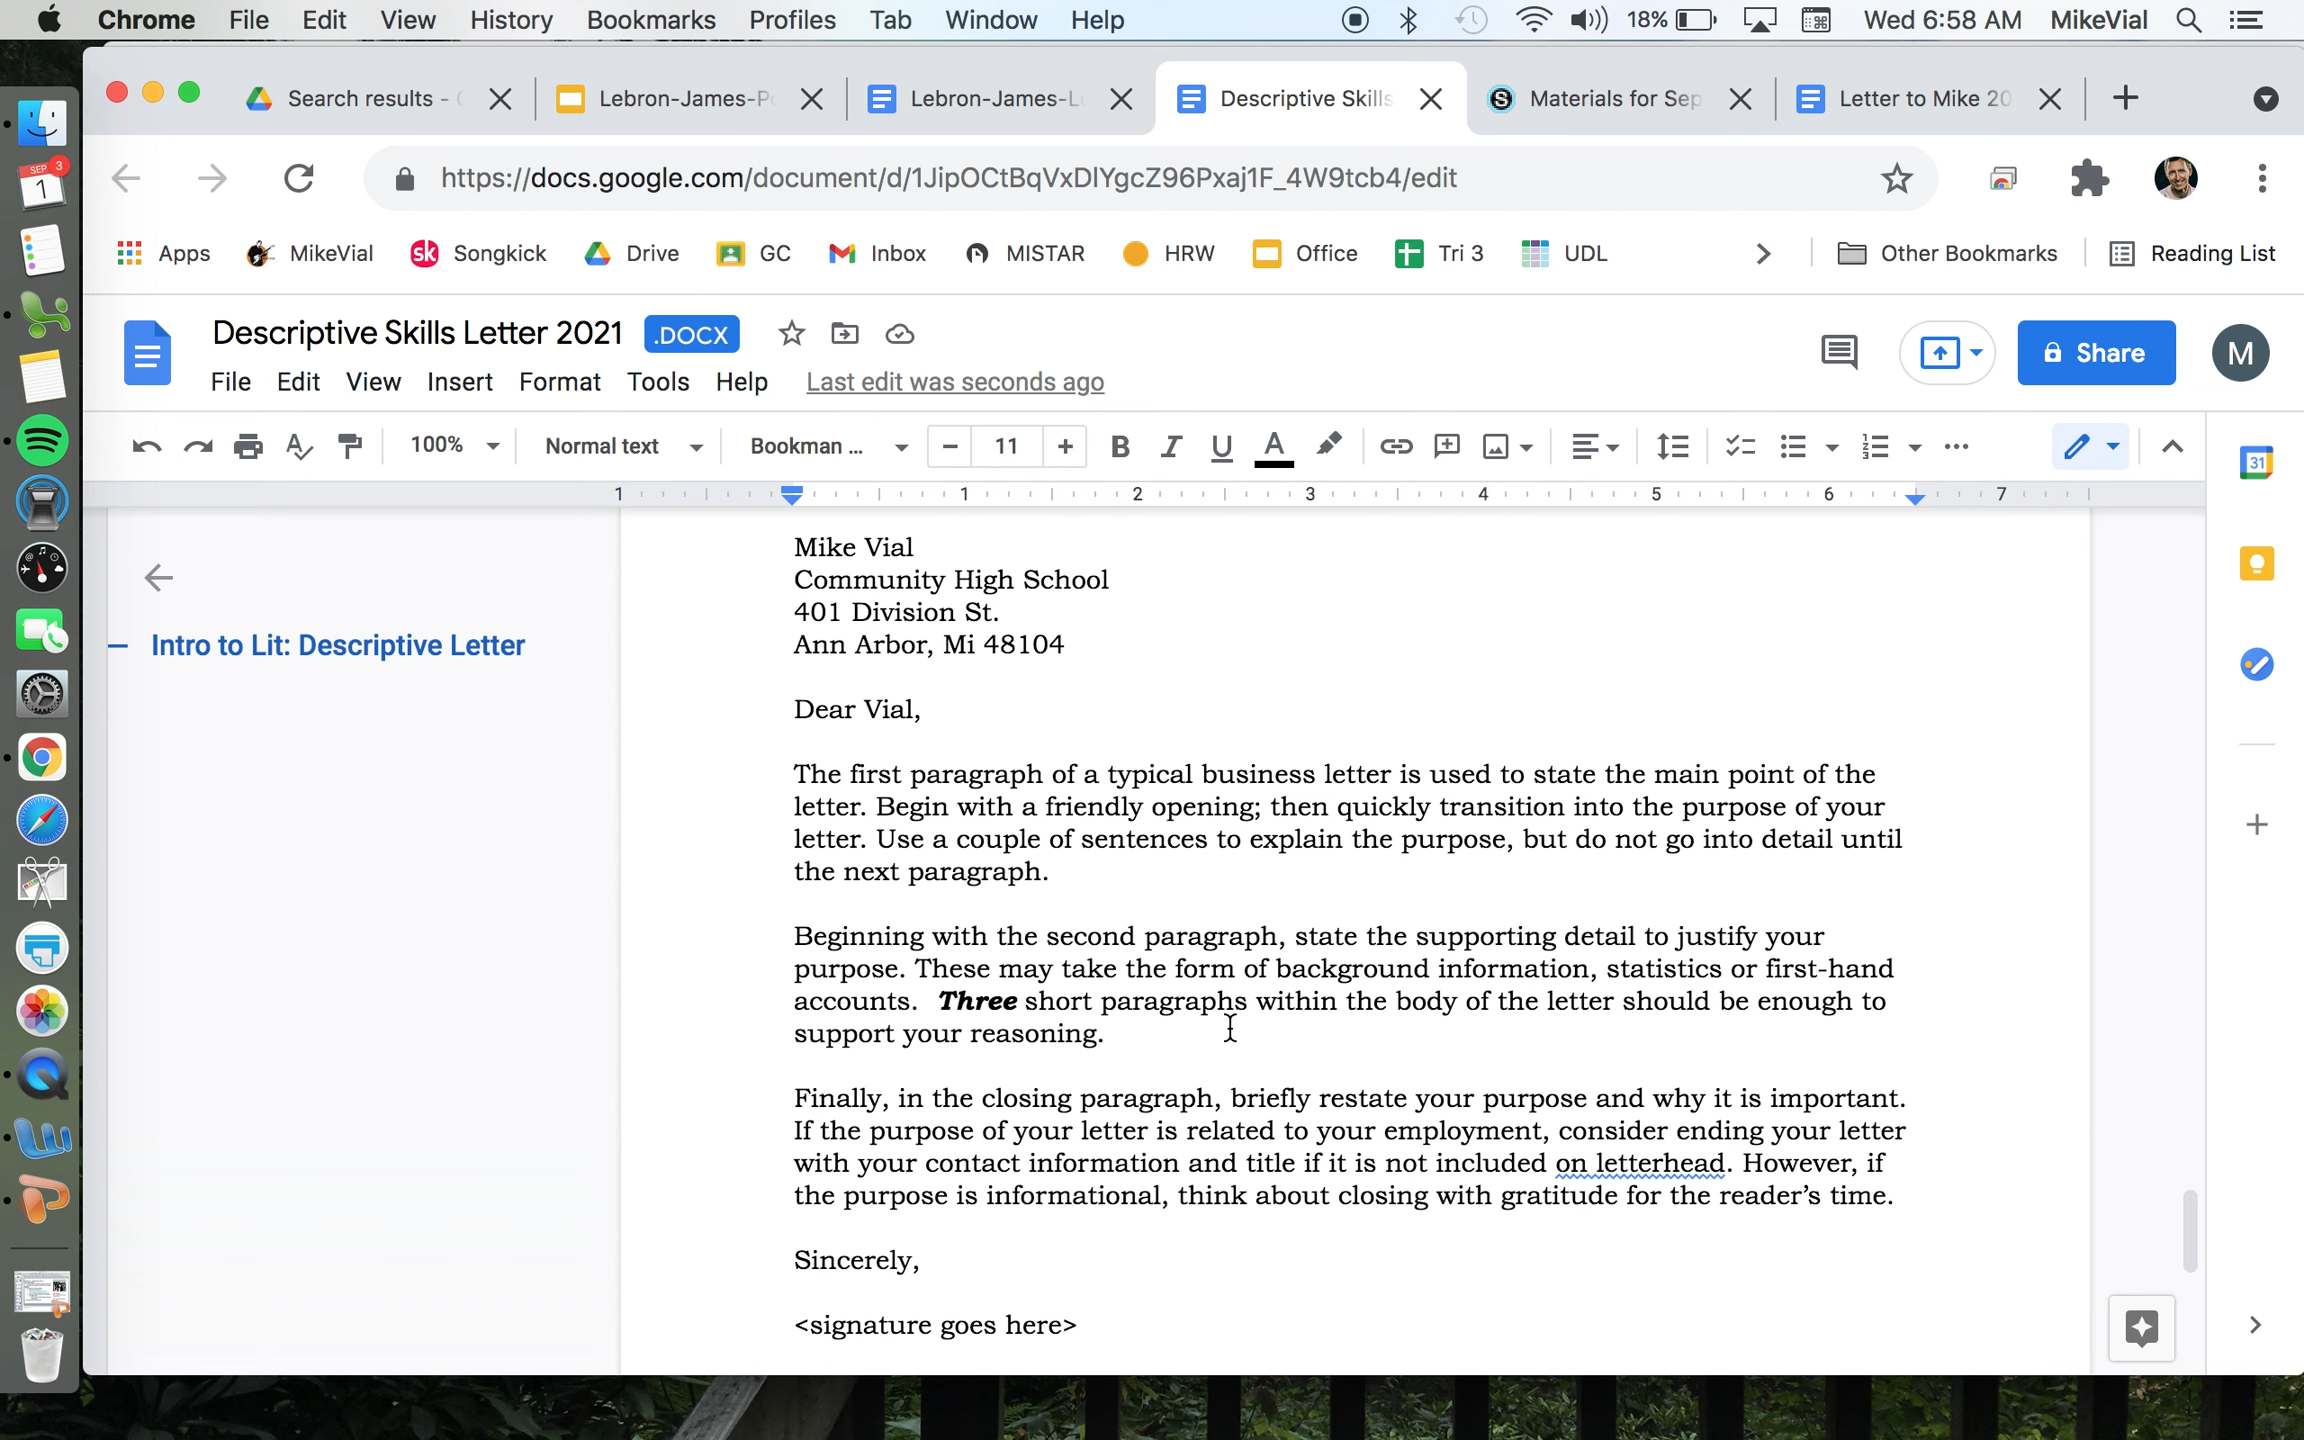 Chrome File Edit View History Bookmarks Profiles Tab Window Help 18% Wed 6:58 AM MikeVial
Search results - Lebron-James-P Lebron-James-L Descriptive Skills Materials for Sep Letter to Mike 20
https://docs.google.com/document/d/1JipOCtBqVxDlYgcZ96Pxaj1F_4W9tcb4/edit
Apps MikeVial sk Songkick Drive GC Inbox MISTAR HRW Office Tri 3 UDL Other Bookmarks Reading List
Descriptive Skills Letter 2021 .DOCX
File Edit View Insert Format Tools Help Last edit was seconds ago
Share M
100% Normal text Bookman ... 11 B I U A
1 1 2 3 4 5 6 7
SEP 1 3
31
Intro to Lit: Descriptive Letter
Mike Vial
Community High School
401 Division St.
Ann Arbor, Mi 48104
Dear Vial,
The first paragraph of a typical business letter is used to state the main point of the
letter. Begin with a friendly opening; then quickly transition into the purpose of your
letter. Use a couple of sentences to explain the purpose, but do not go into detail until
the next paragraph.
Beginning with the second paragraph, state the supporting detail to justify your
purpose. These may take the form of background information, statistics or first-hand
accounts. Three short paragraphs within the body of the letter should be enough to
support your reasoning.
Finally, in the closing paragraph, briefly restate your purpose and why it is important.
If the purpose of your letter is related to your employment, consider ending your letter
with your contact information and title if it is not included on letterhead. However, if
the purpose is informational, think about closing with gratitude for the reader's time.
Sincerely,
<signature goes here>